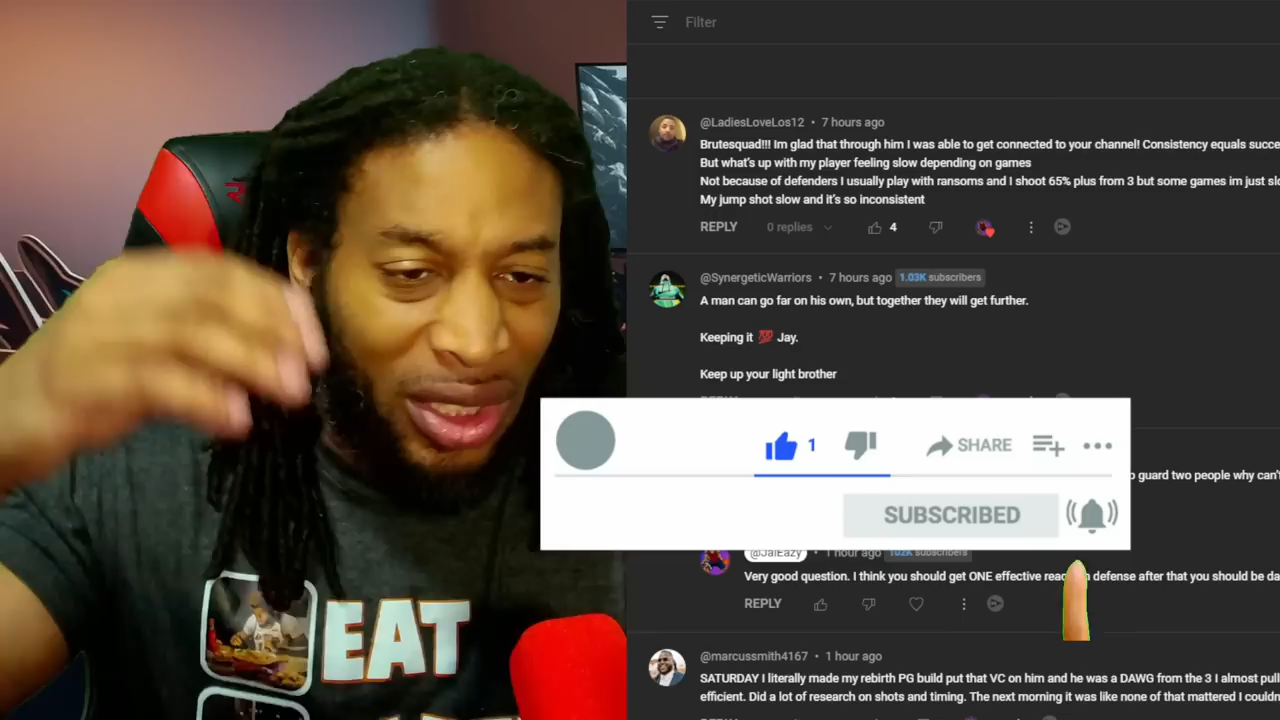 Filter
@LadiesLoveLos12 • 7 hours ago
Brutesquad!!! Im glad that through him I was able to get connected to your channel! Consistency equals
But what's up with my player feeling slow depending on games
Not because of defenders I usually play with ransoms and I shoot 65% plus from 3 but some games im just
My jump shot slow and it's so inconsistent
REPLY 0 replies 4
@SynergeticWarriors • 7 hours ago 1.03K subscribers
A man can go far on his own, but together they will get further.
Keeping it 💯 Jay.
Keep up your light brother
1 SHARE
guard two people why can't
SUBSCRIBED
@JaiEazy • 1 hour ago 102K subscribers
Very good question. I think you should get ONE effective defense after that you should be
REPLY
@marcussmith4167 • 1 hour ago
SATURDAY I literally made my rebirth PG build put that VC on him and he was a DAWG from the 3 I almost
efficient. Did a lot of research on shots and timing. The next morning it was like none of that mattered I
EAT